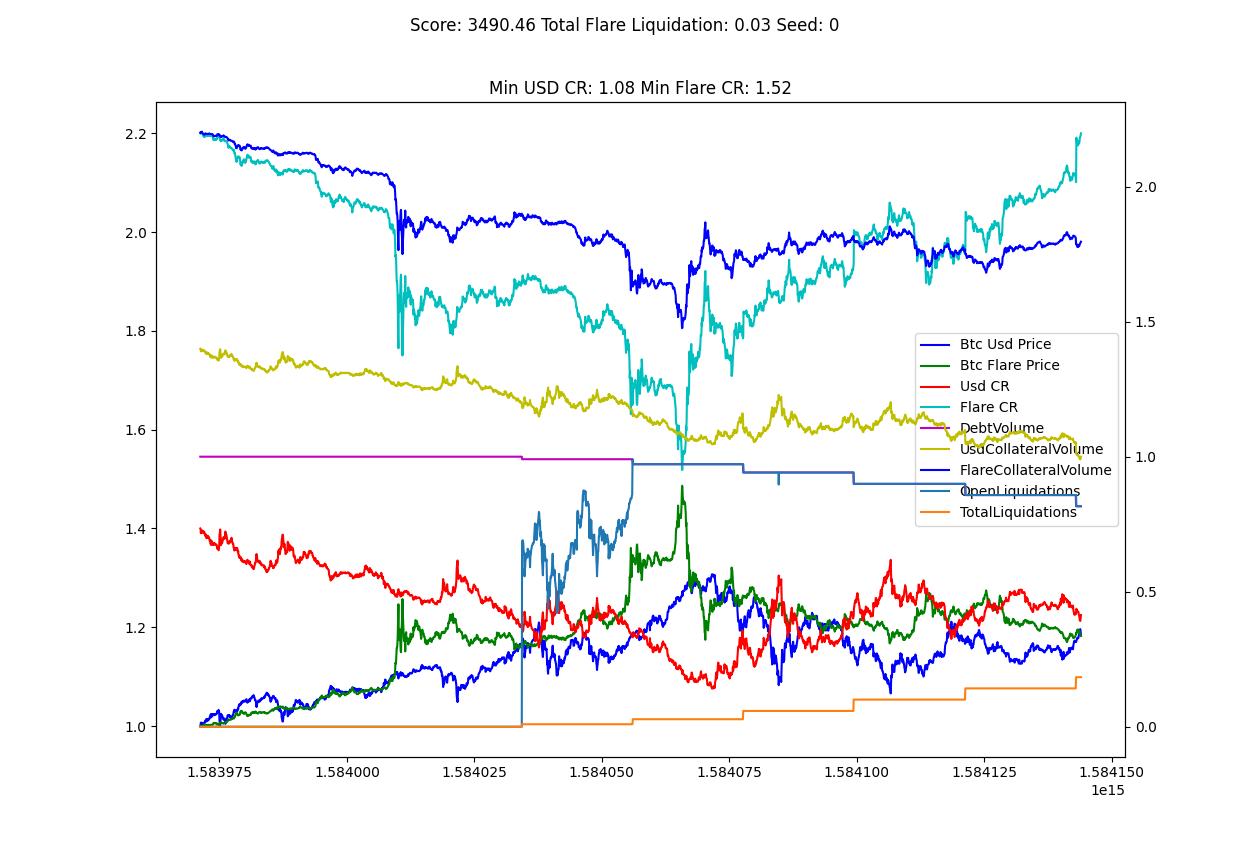 Score: 3490.46 Total Flare Liquidation: 0.03 Seed: 0
Min USD CR: 1.08 Min Flare CR: 1.52
2.2
2.0
1.8
1.6
1.4
1.2
1.0
2.0
1.5
1.0
0.5
0.0
Btc Usd Price
Btc Flare Price
Usd CR
Flare CR
DebtVolume
UsdCollateralVolume
FlareCollateralVolume
OpenLiquidations
TotalLiquidations
1.583975 1.584000 1.584025 1.584050 1.584075 1.584100 1.584125 1.584150
1e15